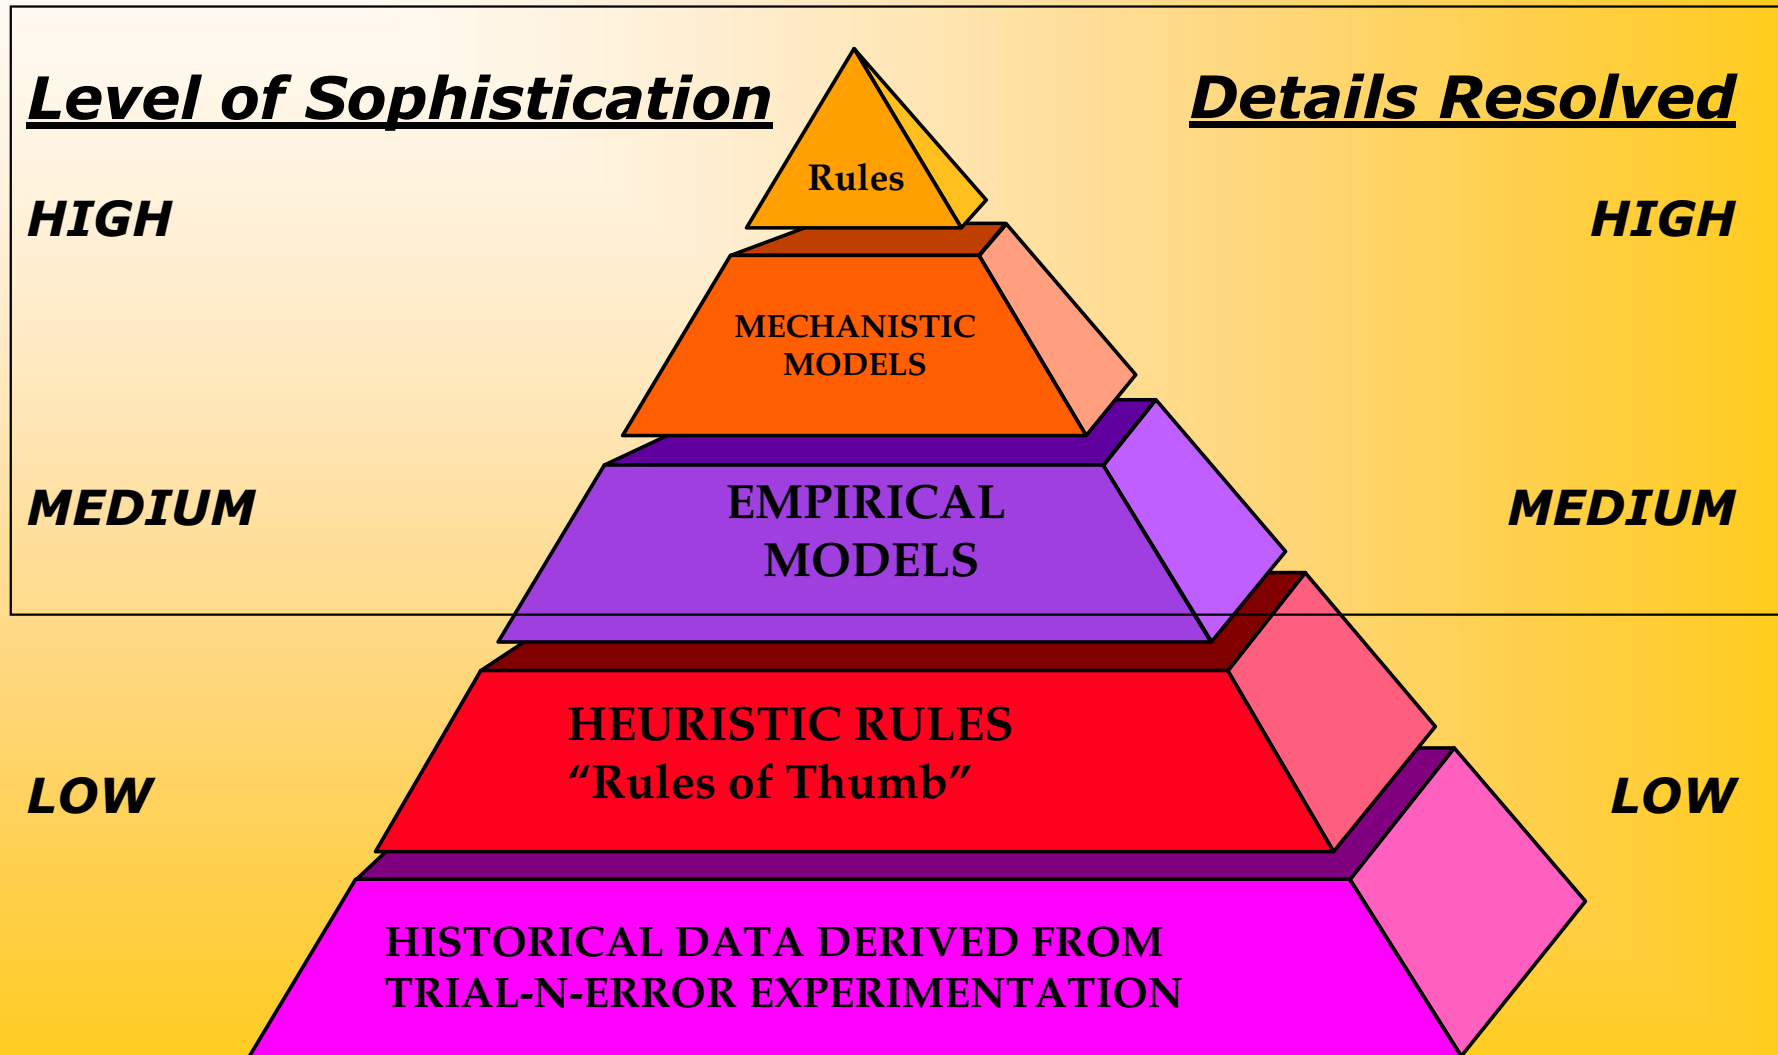 Level of Sophistication
Details Resolved
Rules
HIGH
HIGH
MECHANISTIC
MODELS
EMPIRICAL
MODELS
MEDIUM
MEDIUM
HEURISTIC RULES
“Rules of Thumb”
LOW
LOW
HISTORICAL DATA DERIVED FROM
TRIAL-N-ERROR EXPERIMENTATION